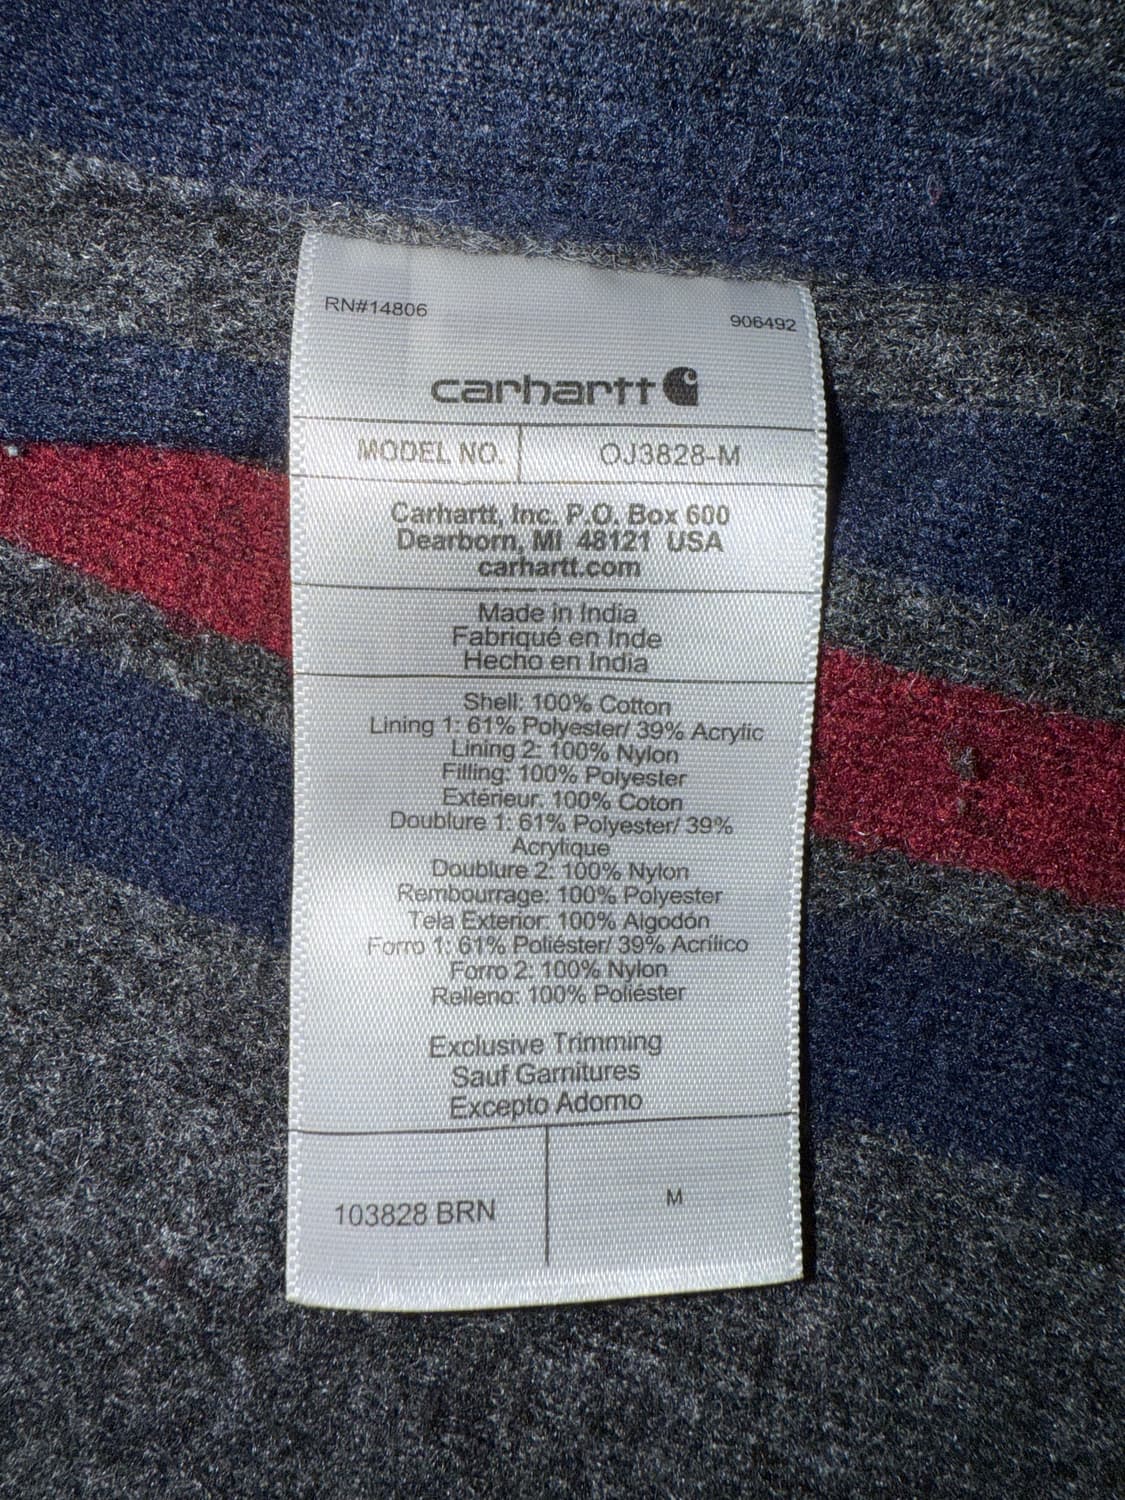 RN#14806
906492
carhartt
MODEL NO. OJ3828-M
Carhartt, Inc. P.O. Box 600
Dearborn, MI 48121 USA
carhartt.com
Made in India
Fabriqué en Inde
Hecho en India
Shell: 100% Cotton
Lining 1: 61% Polyester/ 39% Acrylic
Lining 2: 100% Nylon
Filling: 100% Polyester
Extérieur: 100% Coton
Doublure 1: 61% Polyester/ 39%
Acrylique
Doublure 2: 100% Nylon
Rembourrage: 100% Polyester
Tela Exterior: 100% Algodón
Forro 1: 61% Poliéster/ 39% Acrílico
Forro 2: 100% Nylon
Relleno: 100% Poliéster
Exclusive Trimming
Sauf Garnitures
Excepto Adorno
103828 BRN M